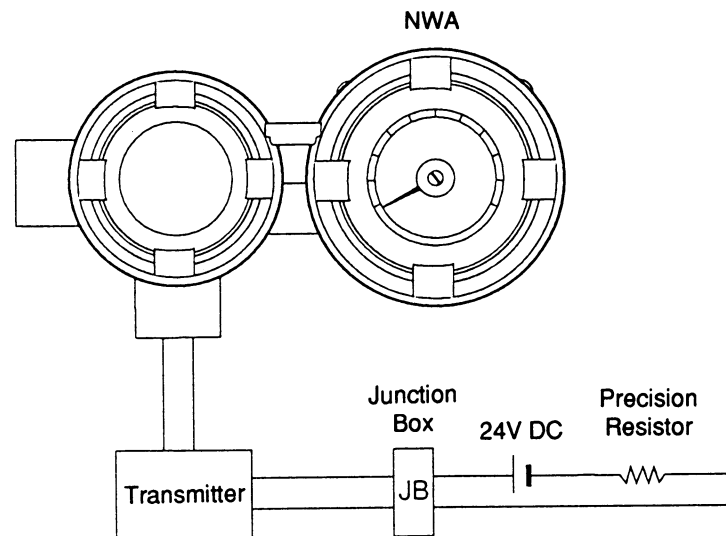 NWA
Junction
Box
24V DC
Precision
Resistor
Transmitter
JB